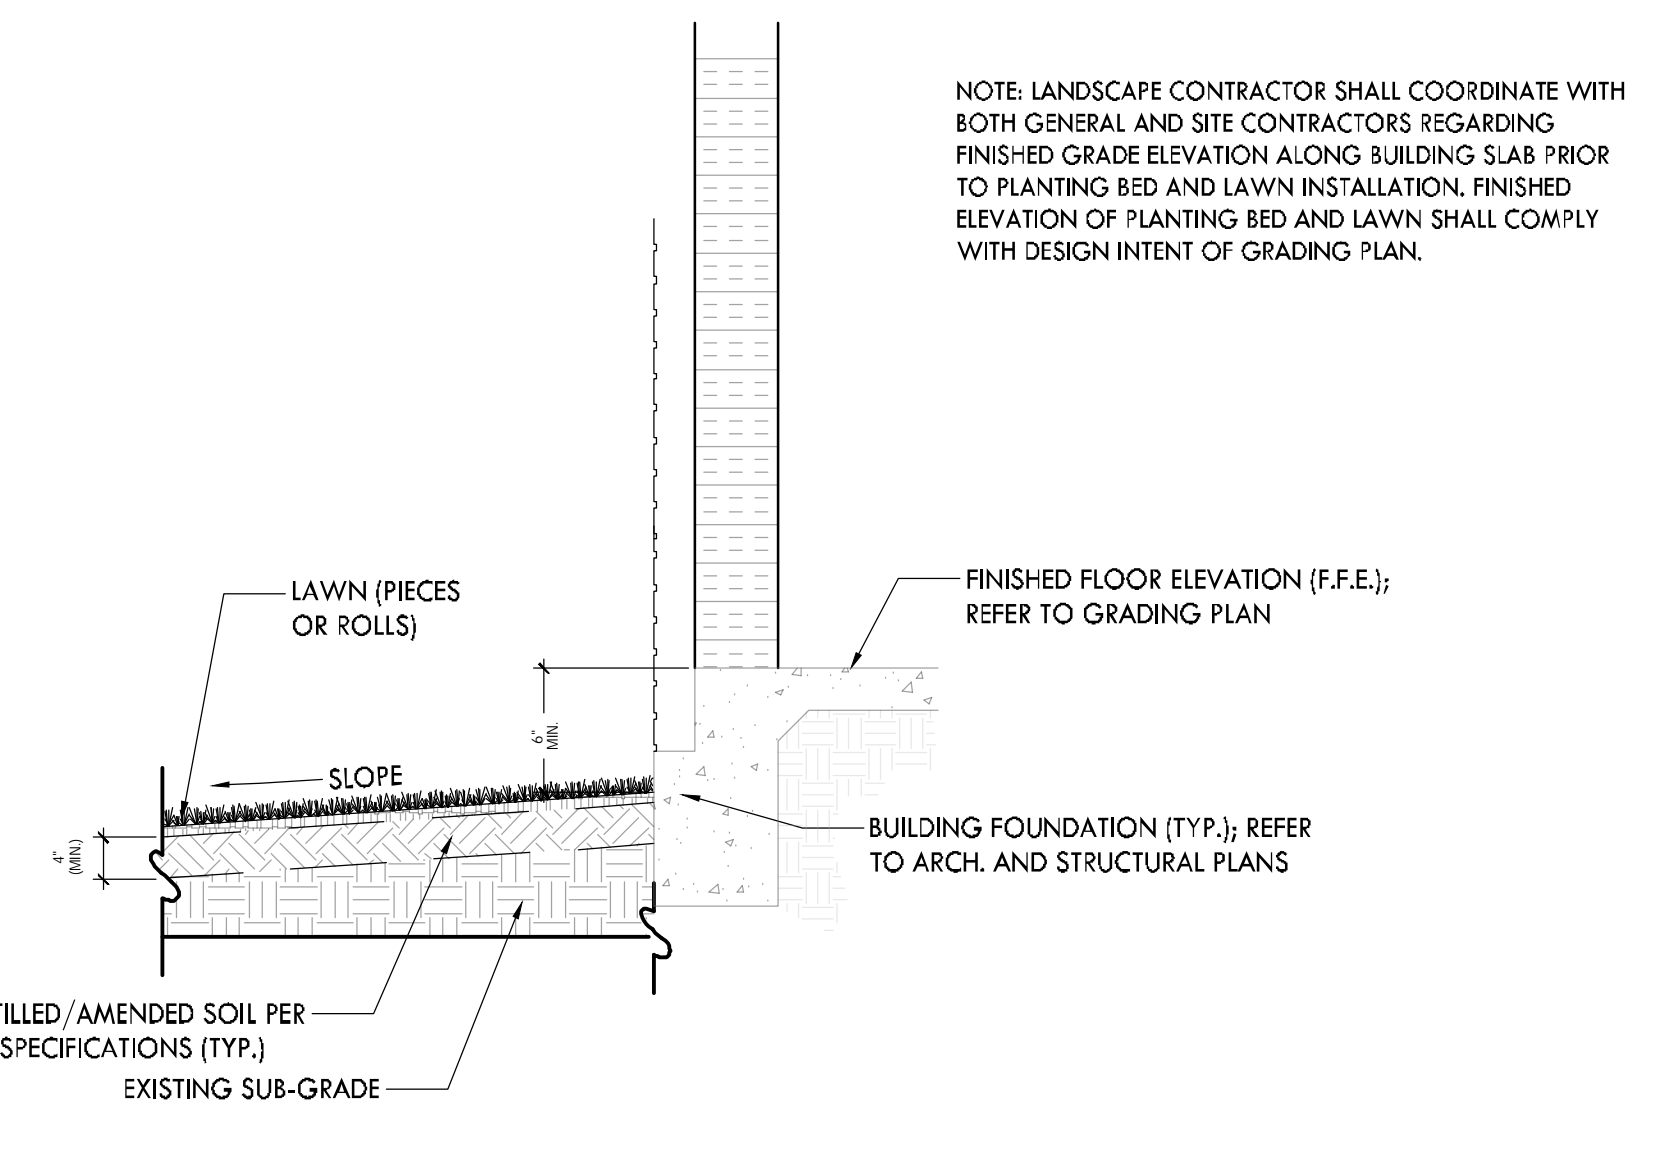 NOTE: LANDSCAPE CONTRACTOR SHALL COORDINATE WITH
BOTH GENERAL AND SITE CONTRACTORS REGARDING
FINISHED GRADE ELEVATION ALONG BUILDING SLAB PRIOR
TO PLANTING BED AND LAWN INSTALLATION. FINISHED
ELEVATION OF PLANTING BED AND LAWN SHALL COMPLY
WITH DESIGN INTENT OF GRADING PLAN.
LAWN (PIECES
OR ROLLS)
FINISHED FLOOR ELEVATION (F.F.E.);
REFER TO GRADING PLAN
6"
MIN.
SLOPE
4"
(MIN.)
BUILDING FOUNDATION (TYP.); REFER
TO ARCH. AND STRUCTURAL PLANS
TILLED/AMENDED SOIL PER
SPECIFICATIONS (TYP.)
EXISTING SUB-GRADE